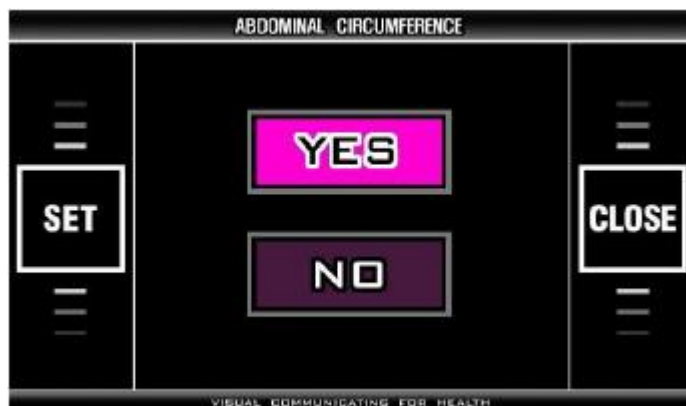 ABDOMINAL CIRCUMFERENCE
YES
SET
CLOSE
NO
VISUAL COMMUNICATING FOR HEALTH